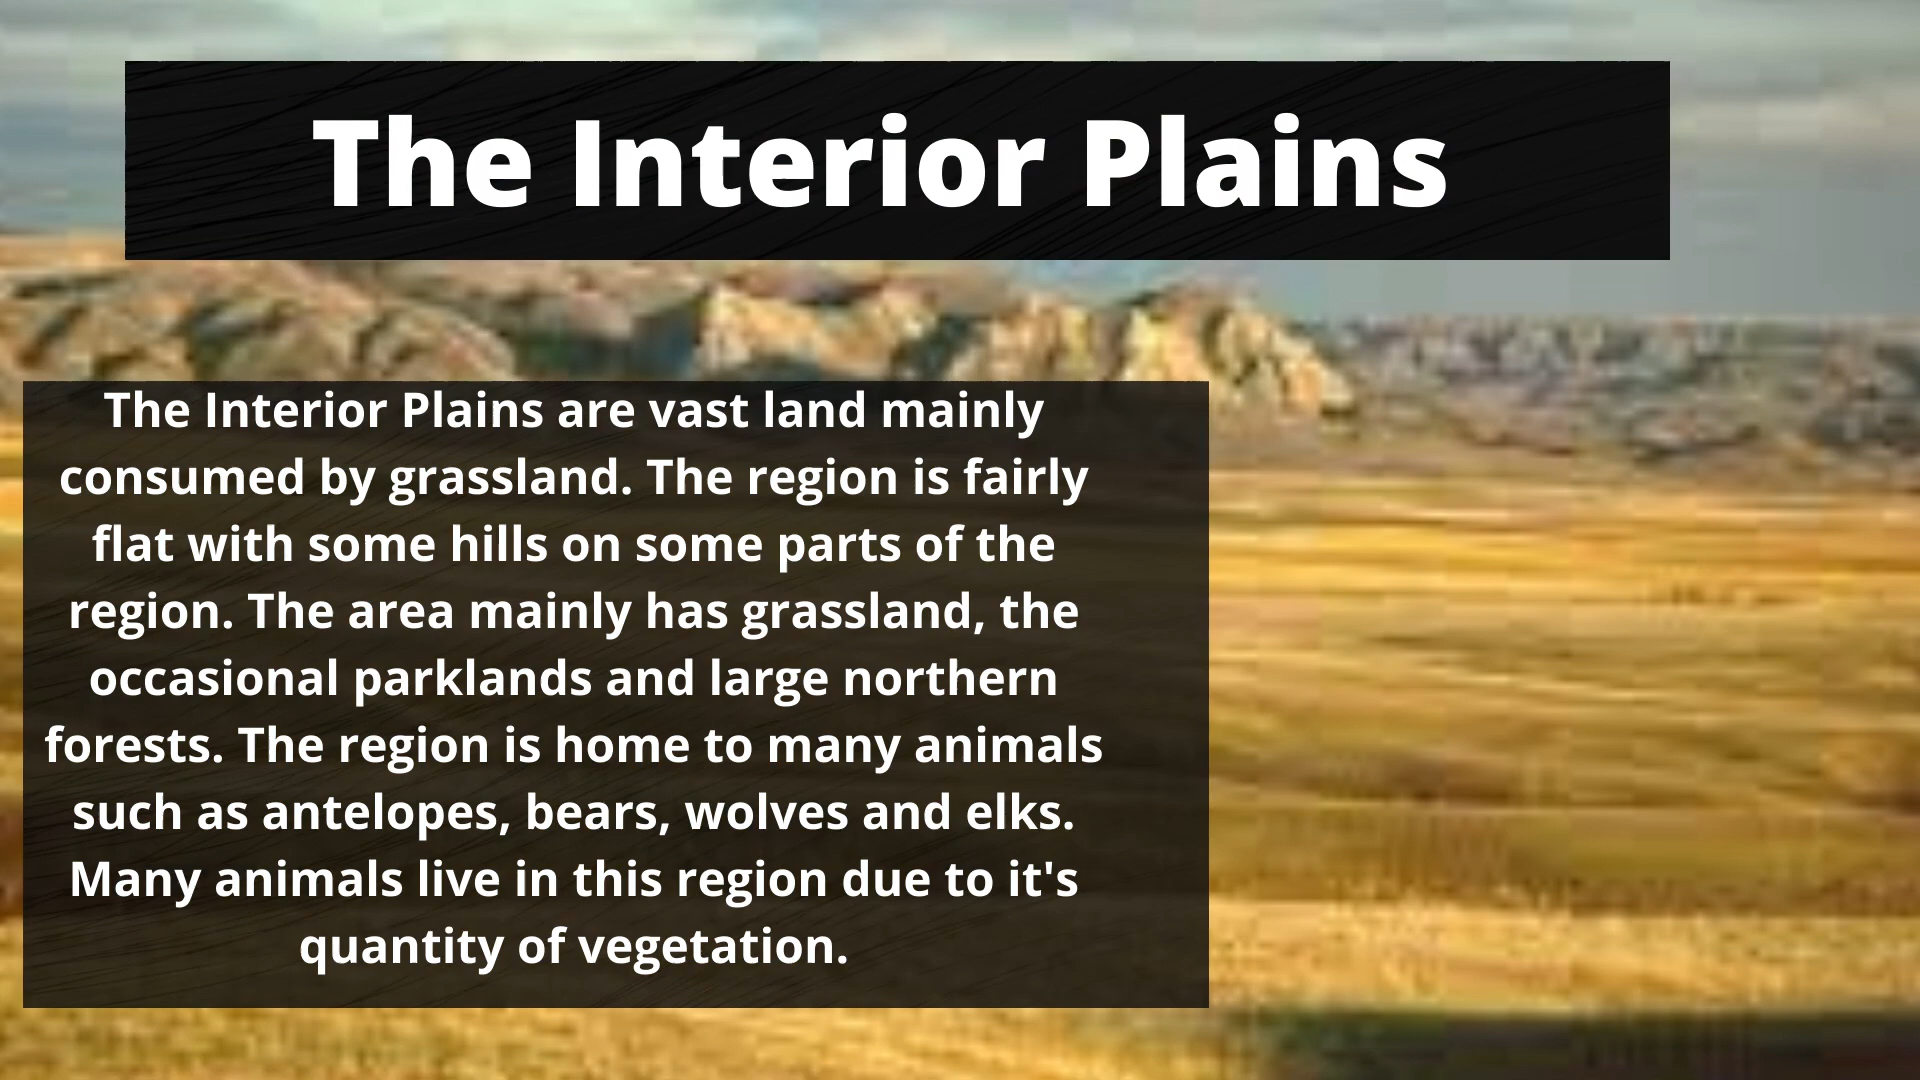 The Interior Plains
The Interior Plains are vast land mainly
consumed by grassland. The region is fairly
flat with some hills on some parts of the
region. The area mainly has grassland, the
occasional parklands and large northern
forests. The region is home to many animals
such as antelopes, bears, wolves and elks.
Many animals live in this region due to it's
quantity of vegetation.